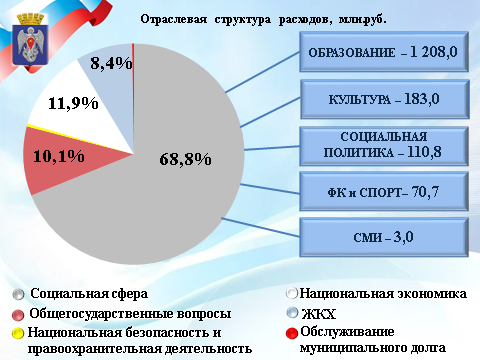 Отраслевая структура расходов, млн.руб.
8,4%
11,9%
10,1%
68,8%
ОБРАЗОВАНИЕ – 1 208,0
КУЛЬТУРА – 183,0
СОЦИАЛЬНАЯ
ПОЛИТИКА – 110,8
ФК и СПОРТ– 70,7
СМИ – 3,0
Социальная сфера
Общегосударственные вопросы
Национальная безопасность и
правоохранительная деятельность
Национальная экономика
ЖКХ
Обслуживание
муниципального долга